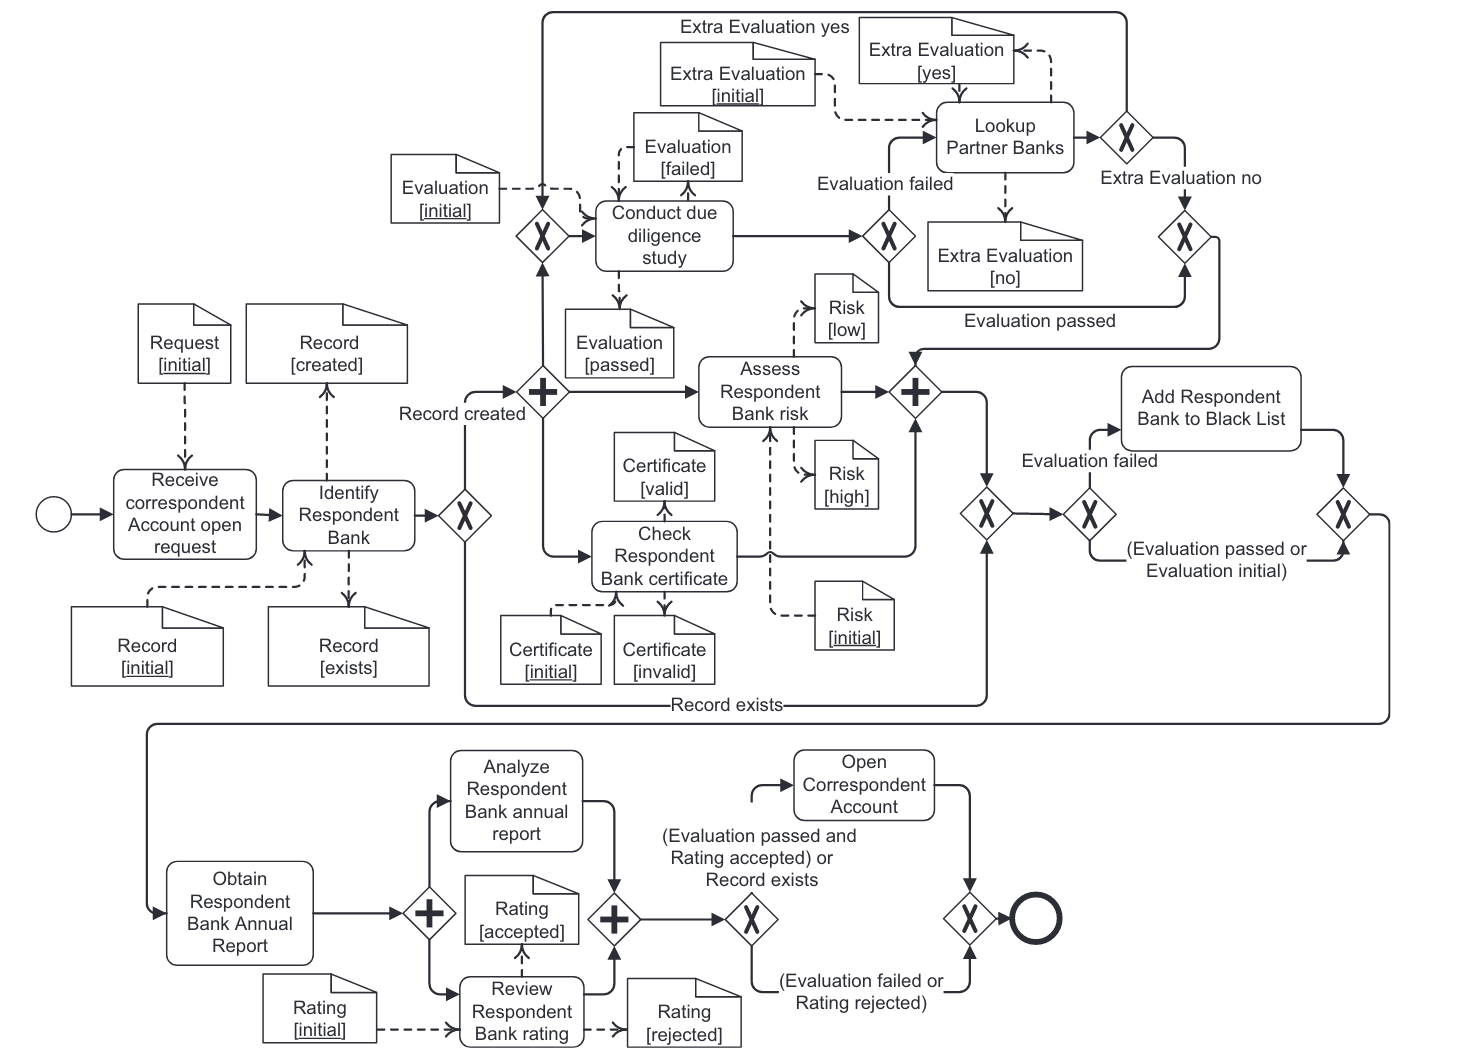 Extra Evaluation yes
Extra Evaluation
[yes]
Extra Evaluation
[initial]
Lookup
Partner Banks
Evaluation
[failed]
Evaluation
[initial]
Evaluation failed
Extra Evaluation no
Conduct due
diligence
study
Extra Evaluation
[no]
Evaluation passed
Risk
[low]
Evaluation
[passed]
Request
[initial]
Record
[created]
Record created
Assess
Respondent
Bank risk
Add Respondent
Bank to Black List
Evaluation failed
Certificate
[valid]
Risk
[high]
Receive
correspondent
Account open
request
Identify
Respondent
Bank
Check
Respondent
Bank certificate
(Evaluation passed or
Evaluation initial)
Record
[initial]
Record
[exists]
Certificate
[initial]
Certificate
[invalid]
Risk
[initial]
Record exists
Analyze
Respondent
Bank annual
report
Open
Correspondent
Account
(Evaluation passed and
Rating accepted) or
Record exists
Obtain
Respondent
Bank Annual
Report
Rating
[accepted]
Rating
[initial]
Review
Respondent
Bank rating
Rating
[rejected]
(Evaluation failed or
Rating rejected)